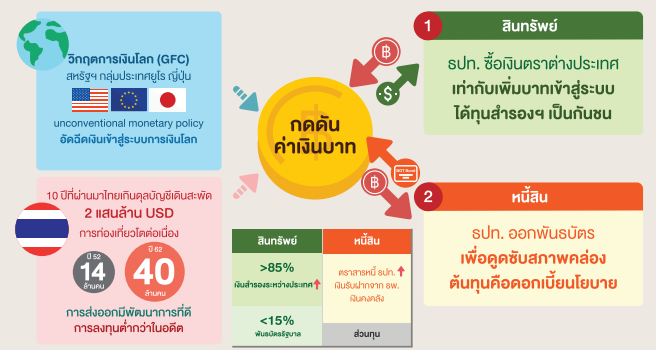 วิกฤตการเงินโลก (GFC)
สหรัฐฯ กลุ่มประเทศยูโร ญี่ปุ่น
unconventional monetary policy
อัดฉีดเงินเข้าสู่ระบบการเงินโลก
10 ปีที่ผ่านมาไทยเกินดุลบัญชีเดินสะพัด
2 แสนล้าน USD
การท่องเที่ยวโตต่อเนื่อง
ปี 52
14
ล้านคน
ปี 62
40
ล้านคน
การส่งออกมีพัฒนาการที่ดี
การลงทุนต่ำกว่าในอดีต
กดดัน
ค่าเงินบาท
฿
$
BOT Bond
฿
1
สินทรัพย์
ธปท. ซื้อเงินตราต่างประเทศ
เท่ากับเพิ่มบาทเข้าสู่ระบบ
ได้ทุนสำรองฯ เป็นกันชน
2
หนี้สิน
ธปท. ออกพันธบัตร
เพื่อดูดซับสภาพคล่อง
ต้นทุนคือดอกเบี้ยนโยบาย
สินทรัพย์
>85%
เงินสำรองระหว่างประเทศ
<15%
พันธบัตรรัฐบาล
หนี้สิน
ตราสารหนี้ ธปท.
เงินรับฝากจาก ธพ.
เงินคงคลัง
ส่วนทุน